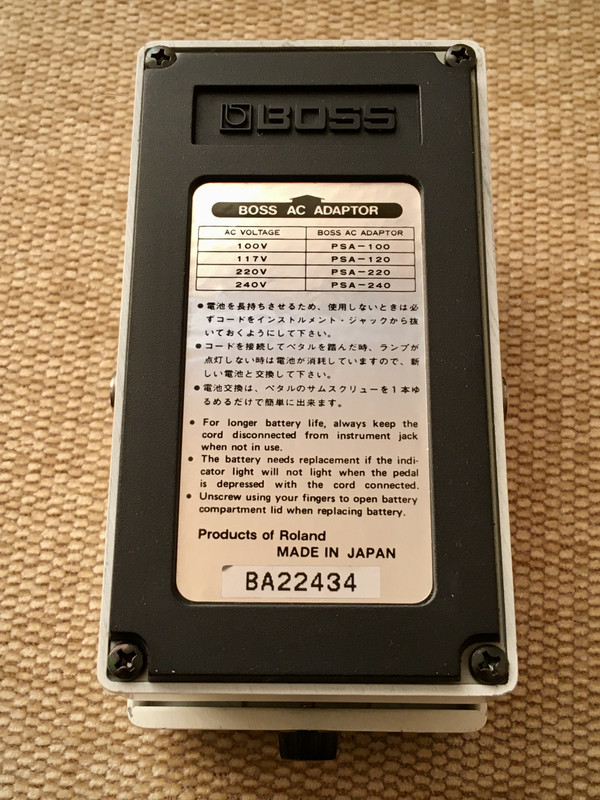 BOSS
BOSS AC ADAPTOR
AC VOLTAGE BOSS AC ADAPTOR
100V PSA-100
117V PSA-120
220V PSA-220
240V PSA-240
●電池を長持ちさせるため、使用しないときは必
ずコードをインストルメント・ジャックから抜
いておくようにして下さい。
●コードを接続してペタルを踏んだ時、ランプが
点灯しない時は電池が消耗していますので、新
しい電池と交換して下さい。
●電池交換は、ペタルのサムスクリューを1本ゆ
るめるだけで簡単に出来ます。
● For longer battery life, always keep the
cord disconnected from instrument jack
when not in use.
● The battery needs replacement if the indi-
cator light will not light when the pedal
is depressed with the cord connected.
● Unscrew using your fingers to open battery
compartment lid when replacing battery.
Products of Roland
MADE IN JAPAN
BA22434